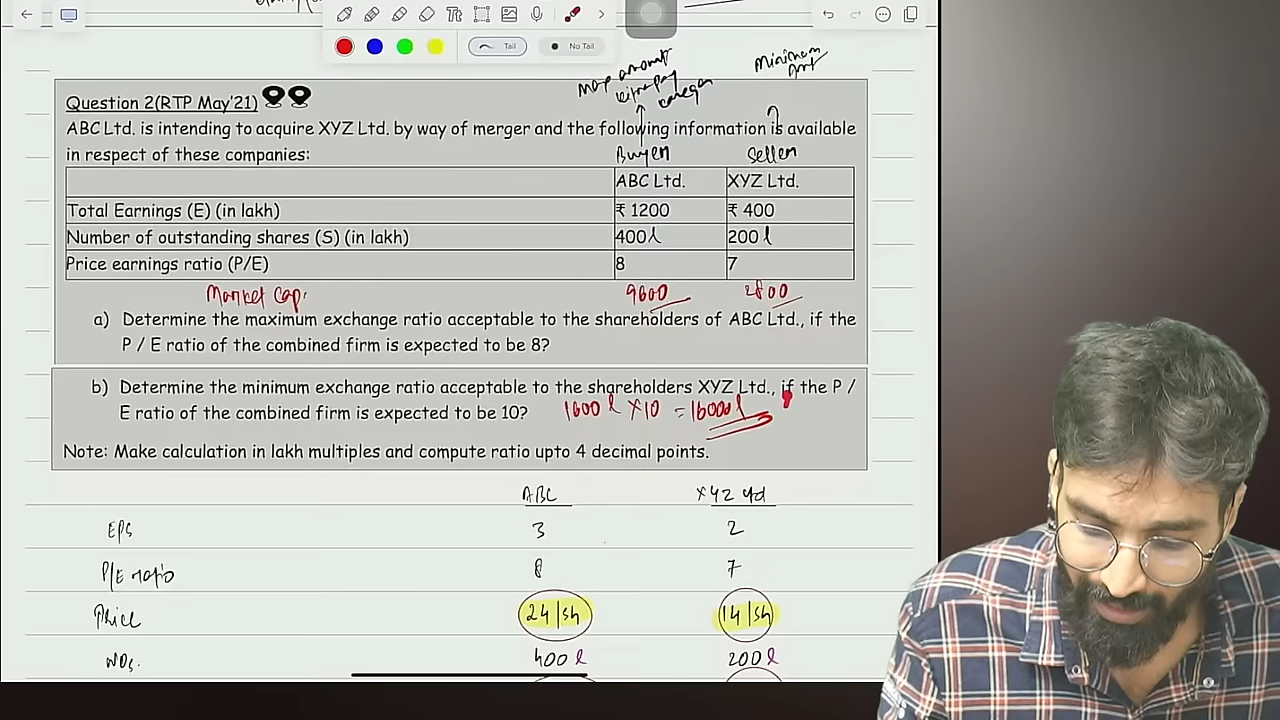 Tail
No Tail
Max amount
kitna pay
karega
Minimum
Amt
Question 2(RTP May'21)
ABC Ltd. is intending to acquire XYZ Ltd. by way of merger and the following information is available
in respect of these companies:
Buyer Seller
ABC Ltd. XYZ Ltd.
Total Earnings (E) (in lakh) ₹ 1200 ₹ 400
Number of outstanding shares (S) (in lakh) 400 l 200 l
Price earnings ratio (P/E) 8 7
Market Cap. 9600 2800
a) Determine the maximum exchange ratio acceptable to the shareholders of ABC Ltd., if the
P / E ratio of the combined firm is expected to be 8?
b) Determine the minimum exchange ratio acceptable to the shareholders XYZ Ltd., if the P /
E ratio of the combined firm is expected to be 10? 1600 l × 10 = 16000 l
Note: Make calculation in lakh multiples and compute ratio upto 4 decimal points.
ABC XYZ Ltd
EPS 3 2
P/E ratio 8 7
Price 24/sh 14/sh
NOS. 400 l 200 l